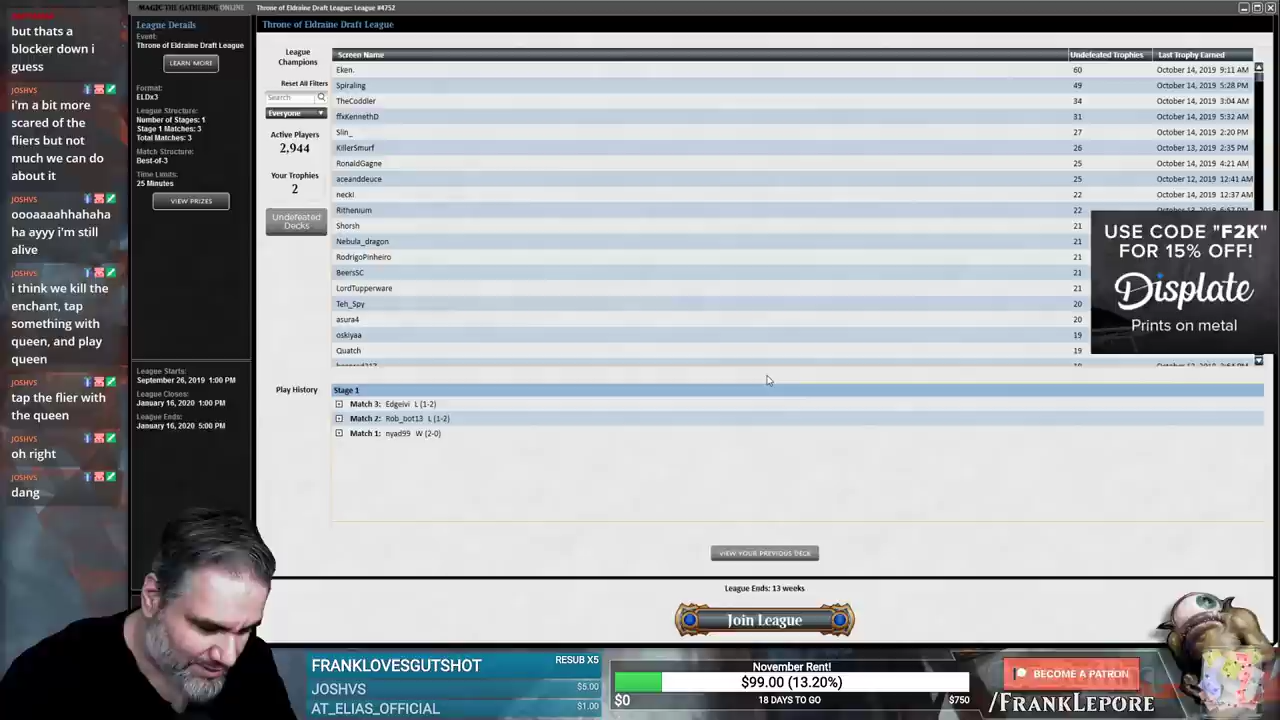 but thats a
blocker down i
guess
JOSHVS
i'm a bit more
scared of the
fliers but not
much we can do
about it
JOSHVS
oooaaaahhahaha
ha ayyy i'm still
alive
JOSHVS
i think we kill the
enchant, tap
something with
queen, and play
queen
JOSHVS
tap the flier with
the queen
JOSHVS
oh right
JOSHVS
dang
MAGIC THE GATHERING ONLINE
Throne of Eldraine Draft League: League #4752
League Details
Event:
Throne of Eldraine Draft League
LEARN MORE
Format:
ELDx3
League Structure:
Number of Stages: 1
Stage 1 Matches: 3
Total Matches: 3
Match Structure:
Best-of-3
Time Limits:
25 Minutes
VIEW PRIZES
League Starts:
September 26, 2019 1:00 PM
League Closes:
January 16, 2020 1:00 PM
League Ends:
January 16, 2020 5:00 PM
Throne of Eldraine Draft League
League
Champions
Reset All Filters
Search
Everyone
Active Players
2,944
Your Trophies
2
Undefeated
Decks
Screen Name Undefeated Trophies Last Trophy Earned
Eken. 60 October 14, 2019 9:11 AM
Spiraling 49 October 14, 2019 5:28 PM
TheCoddler 34 October 14, 2019 3:04 AM
ffxKennethD 31 October 14, 2019 5:32 AM
Slin_ 27 October 14, 2019 2:20 PM
KillerSmurf 26 October 13, 2019 2:35 PM
RonaldGagne 25 October 14, 2019 4:21 AM
aceanddeuce 25 October 12, 2019 12:41 AM
neckl 22 October 14, 2019 12:37 AM
Rithenium 22
Shorsh 21
Nebula_dragon 21
RodrigoPinheiro 21
BeersSC 21
LordTupperware 21
Teh_Spy 20
asura4 20
oskiyaa 19
Quatch 19
USE CODE "F2K"
FOR 15% OFF!
Displate
Prints on metal
Play History
Stage 1
Match 3: Edgeivi L (1-2)
Match 2: Rob_bot13 L (1-2)
Match 1: nyad99 W (2-0)
VIEW YOUR PREVIOUS DECK
League Ends: 13 weeks
Join League
FRANKLOVESGUTSHOT RESUB X5
JOSHVS $5.00
AT_ELIAS_OFFICIAL $1.00
November Rent!
$99.00 (13.20%)
$0 18 DAYS TO GO $750
BECOME A PATRON
/FRANKLEPORE